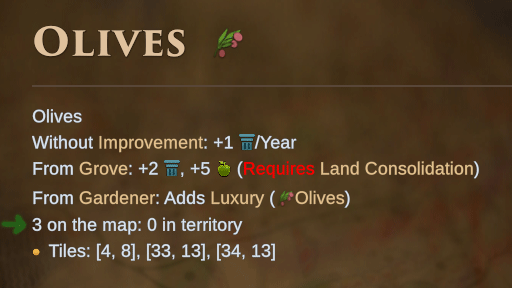 OLIVES
Olives
Without Improvement: +1 /Year
From Grove: +2 , +5 (Requires Land Consolidation)
From Gardener: Adds Luxury ( Olives)
3 on the map: 0 in territory
Tiles: [4, 8], [33, 13], [34, 13]